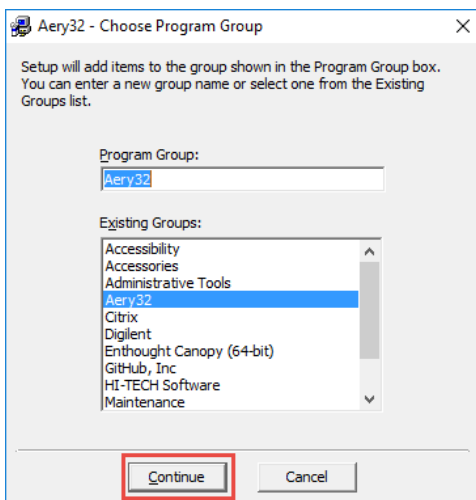 Aery32 - Choose Program Group
Setup will add items to the group shown in the Program Group box.
You can enter a new group name or select one from the Existing
Groups list.
Program Group:
Aery32
Existing Groups:
Accessibility
Accessories
Administrative Tools
Aery32
Citrix
Digilent
Enthought Canopy (64-bit)
GitHub, Inc
HI-TECH Software
Maintenance
Continue
Cancel